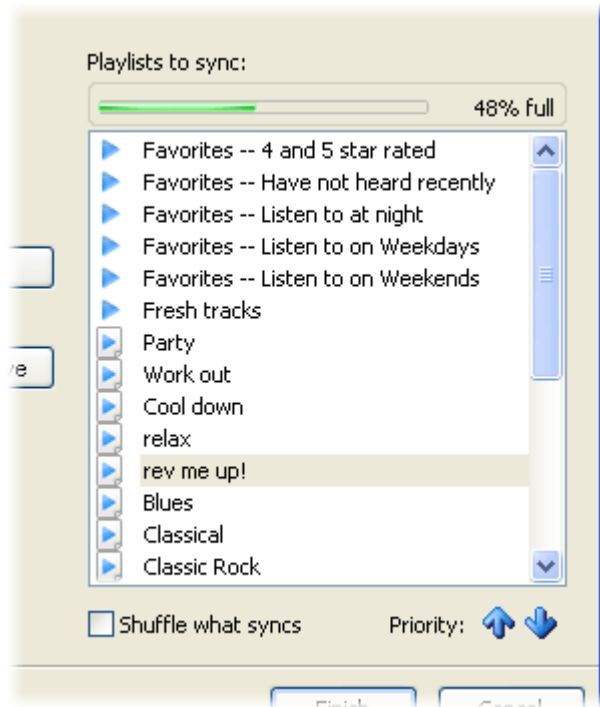 Playlists to sync:
48% full
Favorites -- 4 and 5 star rated
Favorites -- Have not heard recently
Favorites -- Listen to at night
Favorites -- Listen to on Weekdays
Favorites -- Listen to on Weekends
Fresh tracks
Party
Work out
Cool down
relax
rev me up!
Blues
Classical
Classic Rock
Shuffle what syncs Priority:
Finish Cancel